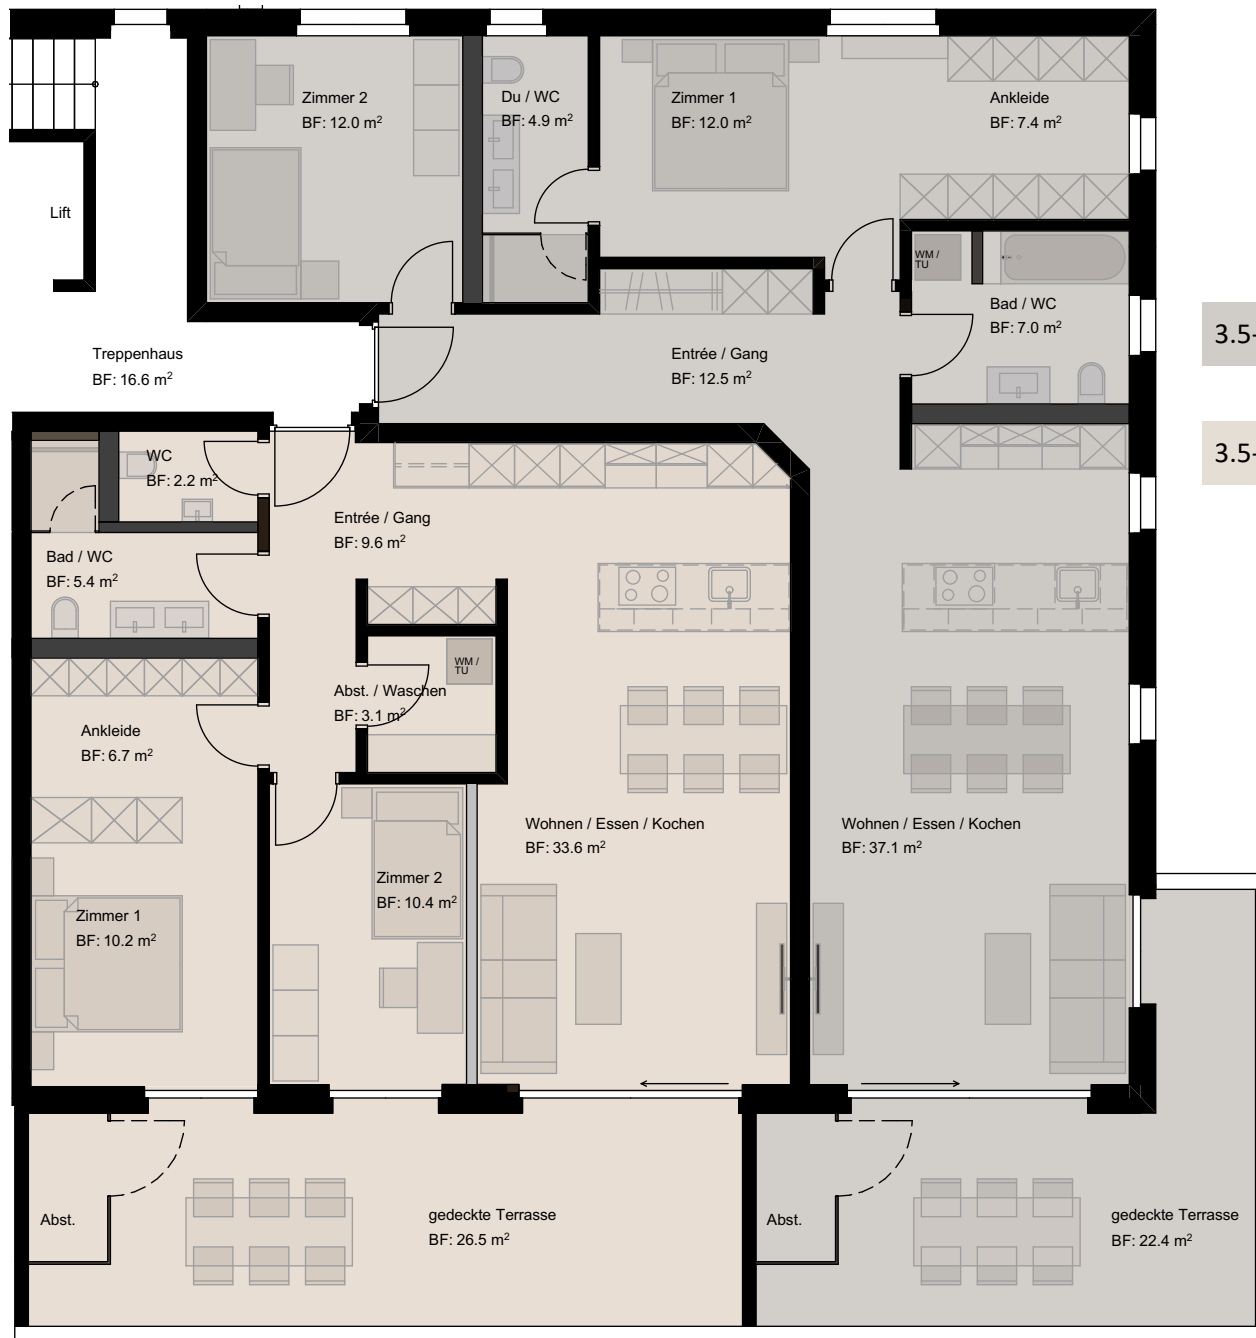 Zimmer 2
BF: 12.0 m²
Du / WC
BF: 4.9 m²
Zimmer 1
BF: 12.0 m²
Ankleide
BF: 7.4 m²
Lift
WM /
TU
Bad / WC
BF: 7.0 m²
Treppenhaus
BF: 16.6 m²
Entrée / Gang
BF: 12.5 m²
3.5-
3.5-
WC
BF: 2.2 m²
Entrée / Gang
BF: 9.6 m²
Bad / WC
BF: 5.4 m²
WM /
TU
Abst. / Waschen
BF: 3.1 m²
Ankleide
BF: 6.7 m²
Wohnen / Essen / Kochen
BF: 33.6 m²
Wohnen / Essen / Kochen
BF: 37.1 m²
Zimmer 2
BF: 10.4 m²
Zimmer 1
BF: 10.2 m²
Abst.
gedeckte Terrasse
BF: 26.5 m²
Abst.
gedeckte Terrasse
BF: 22.4 m²